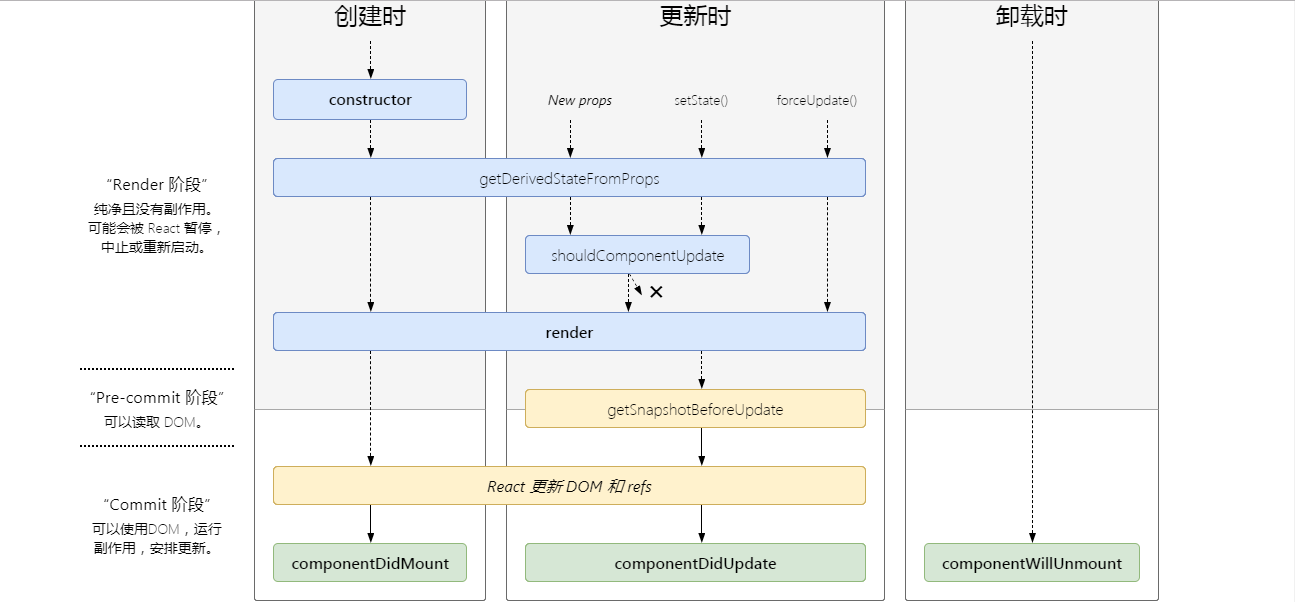 创建时
更新时
卸载时
constructor
New props
setState()
forceUpdate()
“Render 阶段”
纯净且没有副作用。
可能会被 React 暂停，
中止或重新启动。
getDerivedStateFromProps
shouldComponentUpdate
render
“Pre-commit 阶段”
可以读取 DOM。
getSnapshotBeforeUpdate
React 更新 DOM 和 refs
“Commit 阶段”
可以使用DOM，运行
副作用，安排更新。
componentDidMount
componentDidUpdate
componentWillUnmount